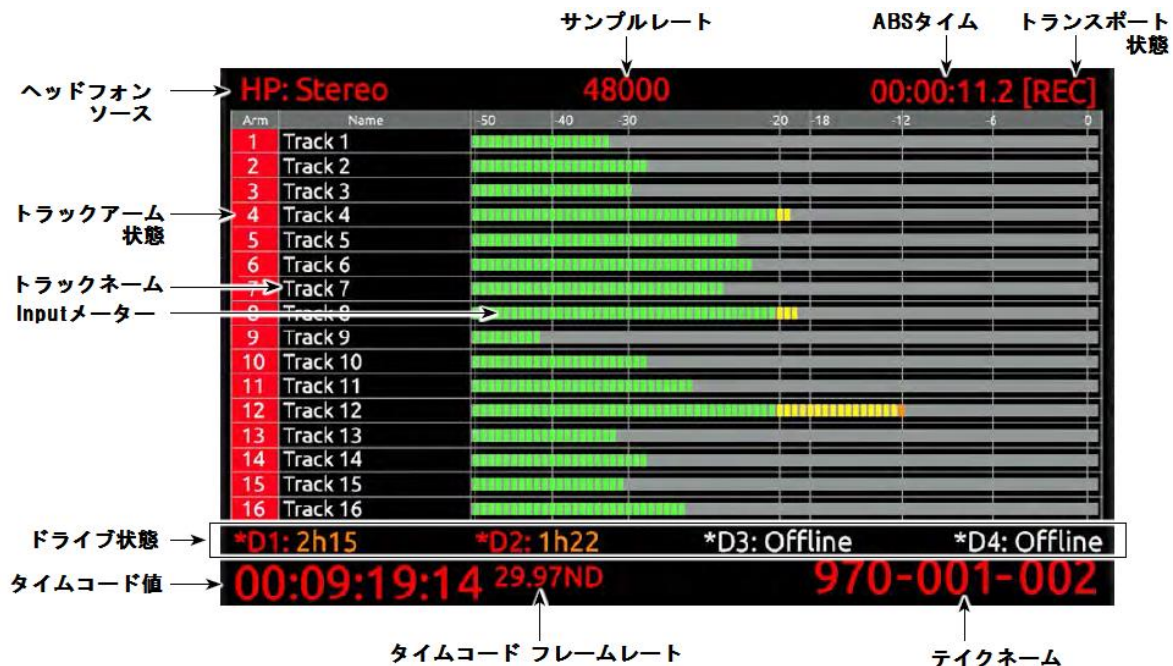 サンプルレート
ABSタイム
トランスポート
状態
ヘッドフォン
ソース
HP: Stereo
48000
00:00:11.2 [REC]
Arm Name -50 -40 -30 -20 -18 -12 -6 0
1 Track 1
2 Track 2
3 Track 3
4 Track 4
5 Track 5
6 Track 6
7 Track 7
8 Track 8
9 Track 9
10 Track 10
11 Track 11
12 Track 12
13 Track 13
14 Track 14
15 Track 15
16 Track 16
トラックアーム
状態
トラックネーム
Inputメーター
ドライブ状態
*D1: 2h15
*D2: 1h22
*D3: Offline
*D4: Offline
タイムコード値
00:09:19:14 29.97ND
970-001-002
タイムコード フレームレート
テイクネーム